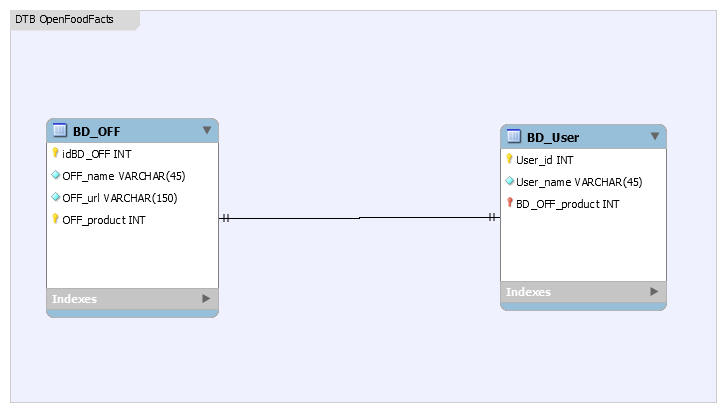 DTB OpenFoodFacts
BD_OFF
idBD_OFF INT
OFF_name VARCHAR(45)
OFF_url VARCHAR(150)
OFF_product INT
Indexes
BD_User
User_id INT
User_name VARCHAR(45)
BD_OFF_product INT
Indexes